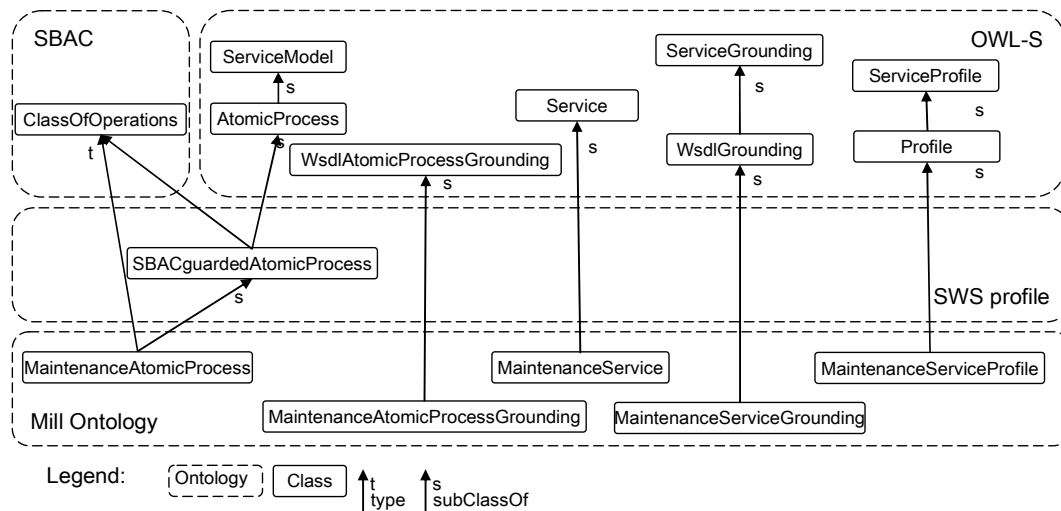 SBAC
OWL-S
ServiceModel
ServiceGrounding
ServiceProfile
s
s
s
ClassOfOperations
AtomicProcess
Service
t
s
s
WsdlAtomicProcessGrounding
WsdlGrounding
Profile
s
s
s
SBACguardedAtomicProcess
s
SWS profile
MaintenanceAtomicProcess
MaintenanceService
MaintenanceServiceProfile
Mill Ontology
MaintenanceAtomicProcessGrounding
MaintenanceServiceGrounding
Legend:
Ontology
Class
t
type
s
subClassOf